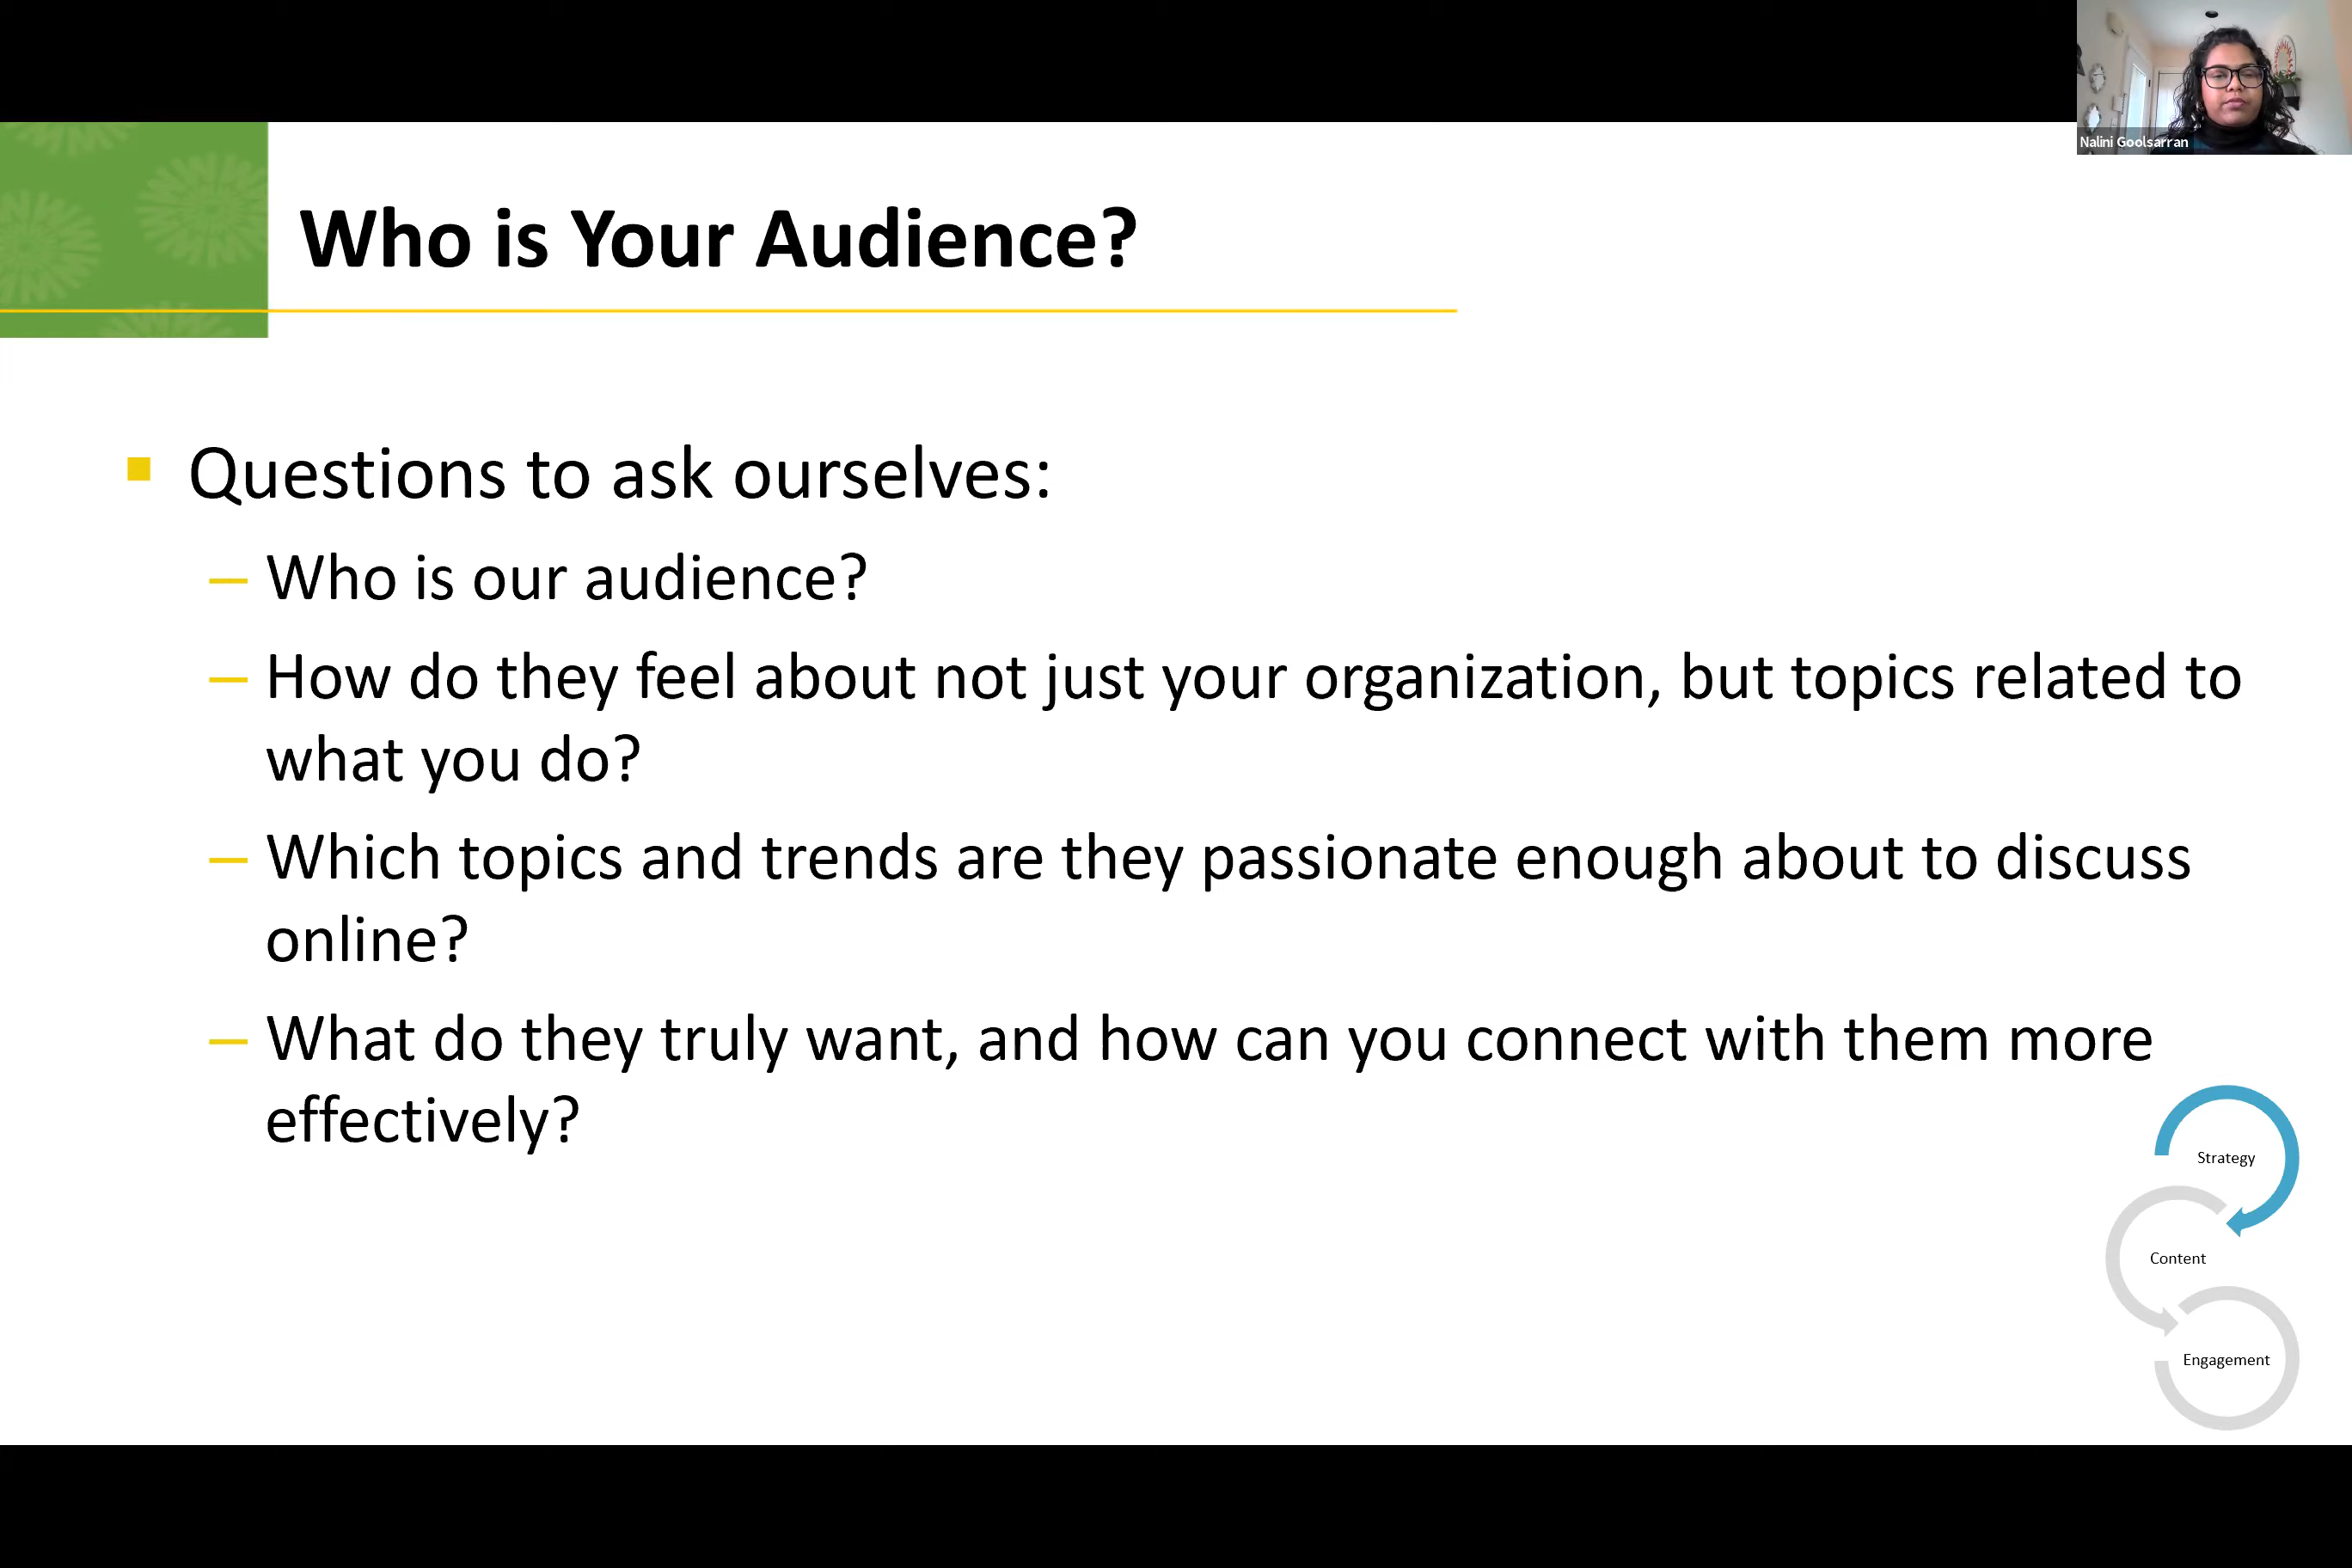 Nalini Goolsarran
Who is Your Audience?
Questions to ask ourselves:
– Who is our audience?
– How do they feel about not just your organization, but topics related to
what you do?
– Which topics and trends are they passionate enough about to discuss
online?
– What do they truly want, and how can you connect with them more
effectively?
Strategy
Content
Engagement